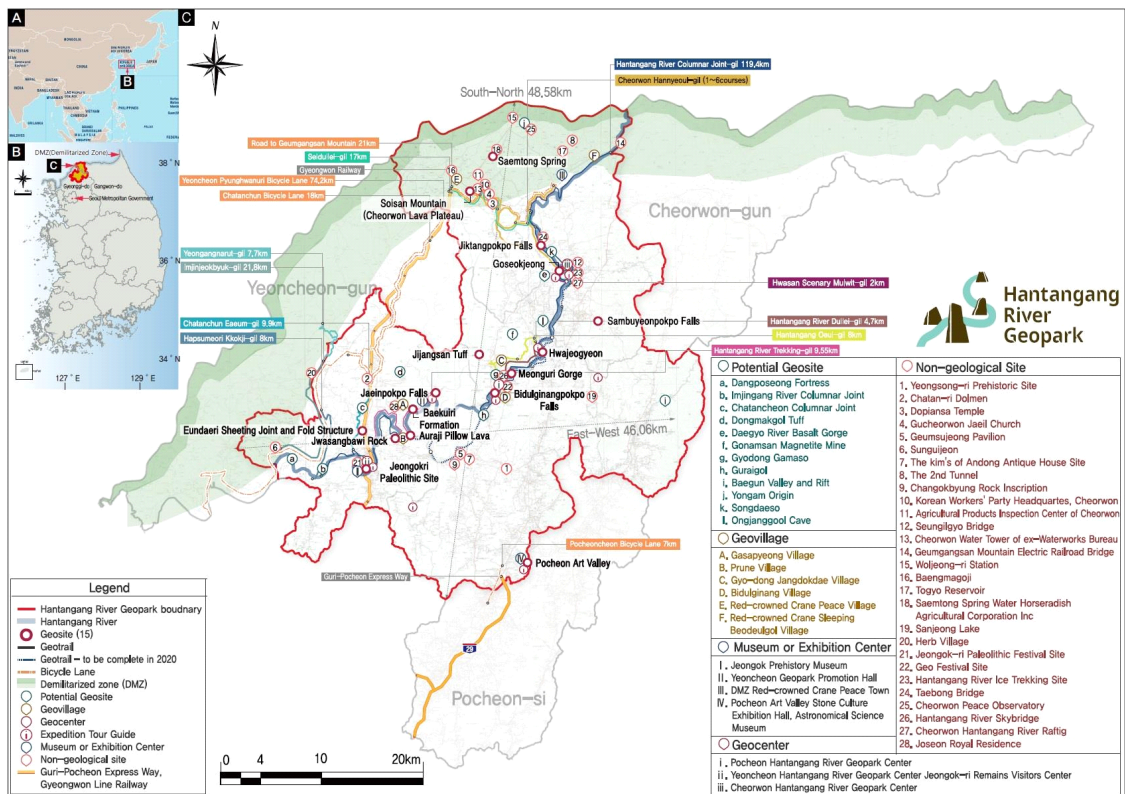 A
MONGOLIA
CHINA
JAPAN
INDIA
B
B
DMZ(Demilitarized Zone)
C
38°N
Gyeonggi-do
Gangwon-do
Seoul Metropolitan Government
36°N
34°N
127°E
129°E
C
N
Hantangang River Columnar Joint-gil 119,4km
Cheorwon Hannyeoul-gil (1~6courses)
South-North 48,58km
Road to Geumgangsan Mountain 21km
Seidullei-gil 17km
Gyeongwon Railway
Yeoncheon Pyunghwanuri Bicycle Lane 74,2km
Chatanchun Bicycle Lane 16km
Saemtong Spring
Soisan Mountain
(Cheorwon Lava Plateau)
Cheorwon-gun
Jiktangpokpo Falls
Goseokjeong
Yeongangnarut-gil 7,7km
Imjinjeokbyuk-gil 21,8km
Yeoncheon-gun
Hwasan Scenary Mulwit-gil 2km
Chatanchun Eaeum-gil 9,9km
Hapsumeori Kkokji-gil 8km
Sambuyeonpokpo Falls
Hantangang River Dullei-gil 4,7km
Hantangang Oeui-gil 8km
Hantangang River Trekking-gil 9,55km
Hantangang
River
Geopark
Jijangsan Tuff
Hwajeogyeon
Meonguri Gorge
Jaeinpokpo Falls
Bidulginangpokpo
Falls
Baekuiri
Formation
Eundaeri Sheeting Joint and Fold Structure
Auraji Pillow Lava
Jwasangbawi Rock
East-West 46,06km
Jeongokri
Paleolithic Site
Pocheoncheon Bicycle Lane 7km
Pocheon Art Valley
Guri-Pocheon Express Way
29
Pocheon-si
Legend
Hantangang River Geopark boudnary
Hantangang River
Geosite (15)
Geotrail
Geotrail - to be complete in 2020
Bicycle Lane
Demilitarized zone (DMZ)
Potential Geosite
Geovillage
Geocenter
Expedition Tour Guide
Museum or Exhibition Center
Non-geological site
Guri-Pocheon Express Way,
Gyeongwon Line Railway
0 4 10 20km
Potential Geosite
a. Dangposeong Fortress
b. Imjingang River Columnar Joint
c. Chatancheon Columnar Joint
d. Dongmakgol Tuff
e. Daegyo River Basalt Gorge
f. Gonamsan Magnetite Mine
g. Gyodong Gamaso
h. Guraigol
i. Baegun Valley and Rift
j. Yongam Origin
k. Songdaeso
l. Ongjanggool Cave
Geovillage
A. Gasapyeong Village
B. Prune Village
C. Gyo-dong Jangdokdae Village
D. Bidulginang Village
E. Red-crowned Crane Peace Village
F. Red-crowned Crane Sleeping
Beodeulgol Village
Museum or Exhibition Center
I. Jeongok Prehistory Museum
II. Yeoncheon Geopark Promotion Hall
III. DMZ Red-crowned Crane Peace Town
IV. Pocheon Art Valley Stone Culture
Exhibition Hall. Astronomical Science
Museum
Geocenter
i. Pocheon Hantangang River Geopark Center
ii. Yeoncheon Hantangang River Geopark Center Jeongok-ri Remains Visitors Center
iii. Cheorwon Hantangang River Geopark Center
Non-geological Site
1. Yeongsong-ri Prehistoric Site
2. Chatan-ri Dolmen
3. Dopiansa Temple
4. Gucheorwon Jaeil Church
5. Geumsujeong Pavilion
6. Sunguijeon
7. The kim's of Andong Antique House Site
8. The 2nd Tunnel
9. Changokbyung Rock Inscription
10. Korean Workers' Party Headquartes, Cheorwon
11. Agricultural Products Inspection Center of Cheorwon
12. Seungilgyo Bridge
13. Cheorwon Water Tower of ex-Waterworks Bureau
14. Geumgangsan Mountain Electric Railroad Bridge
15. Woljeong-ri Station
16. Baengmagoji
17. Togyo Reservoir
18. Saemtong Spring Water Horseradish
Agricultural Corporation Inc
19. Sanjeong Lake
20. Herb Village
21. Jeongok-ri Paleolithic Festival Site
22. Geo Festival Site
23. Hantangang River Ice Trekking Site
24. Taebong Bridge
25. Cheorwon Peace Observatory
26. Hantangang River Skybridge
27. Cheorwon Hantangang River Raftig
28. Joseon Royal Residence